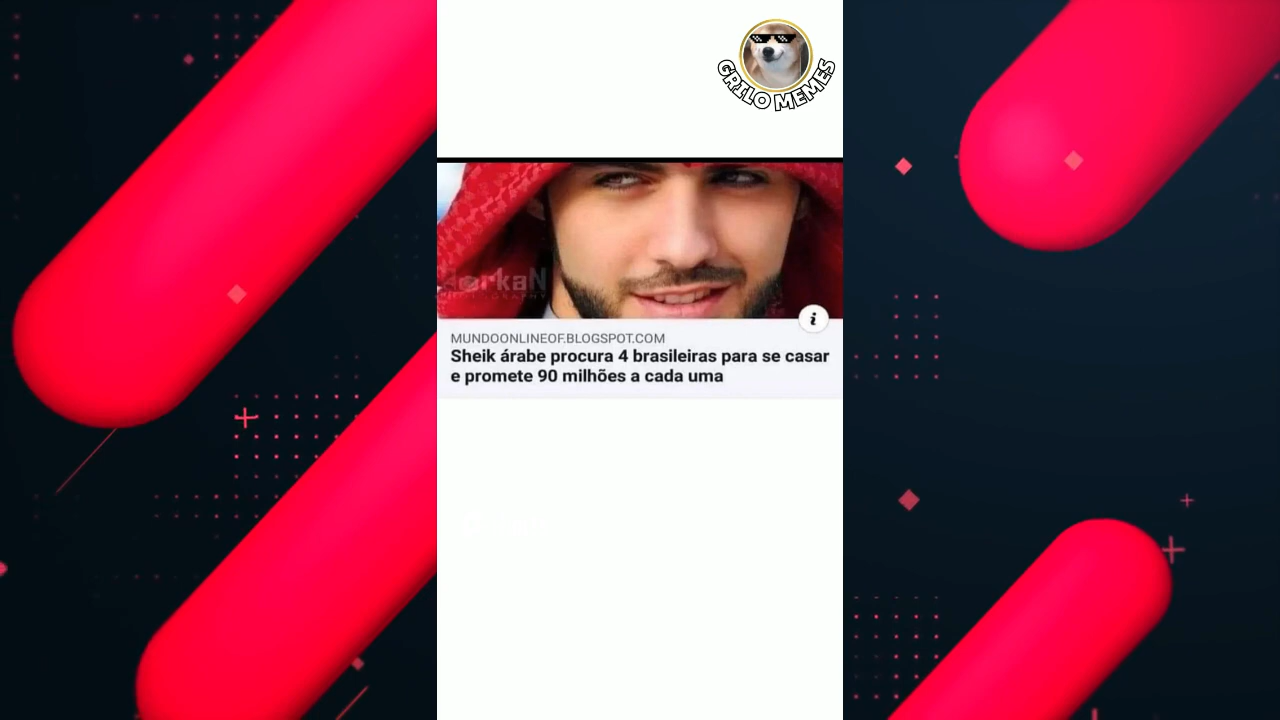 GRILO MEMES
MUNDOONLINEOF.BLOGSPOT.COM
Sheik árabe procura 4 brasileiras para se casar
e promete 90 milhões a cada uma